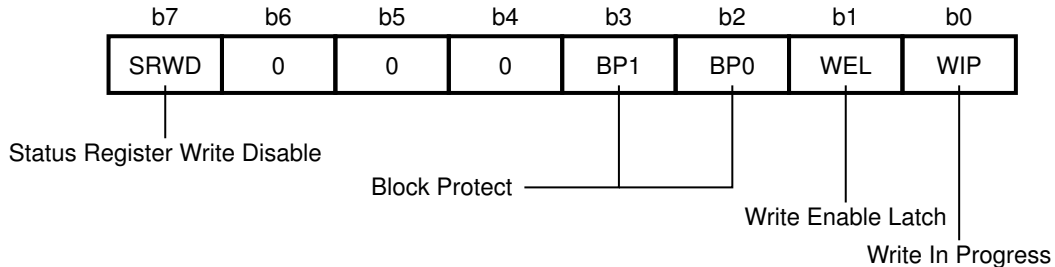 b7 b6 b5 b4 b3 b2 b1 b0
SRWD 0 0 0 BP1 BP0 WEL WIP
Status Register Write Disable
Block Protect
Write Enable Latch
Write In Progress